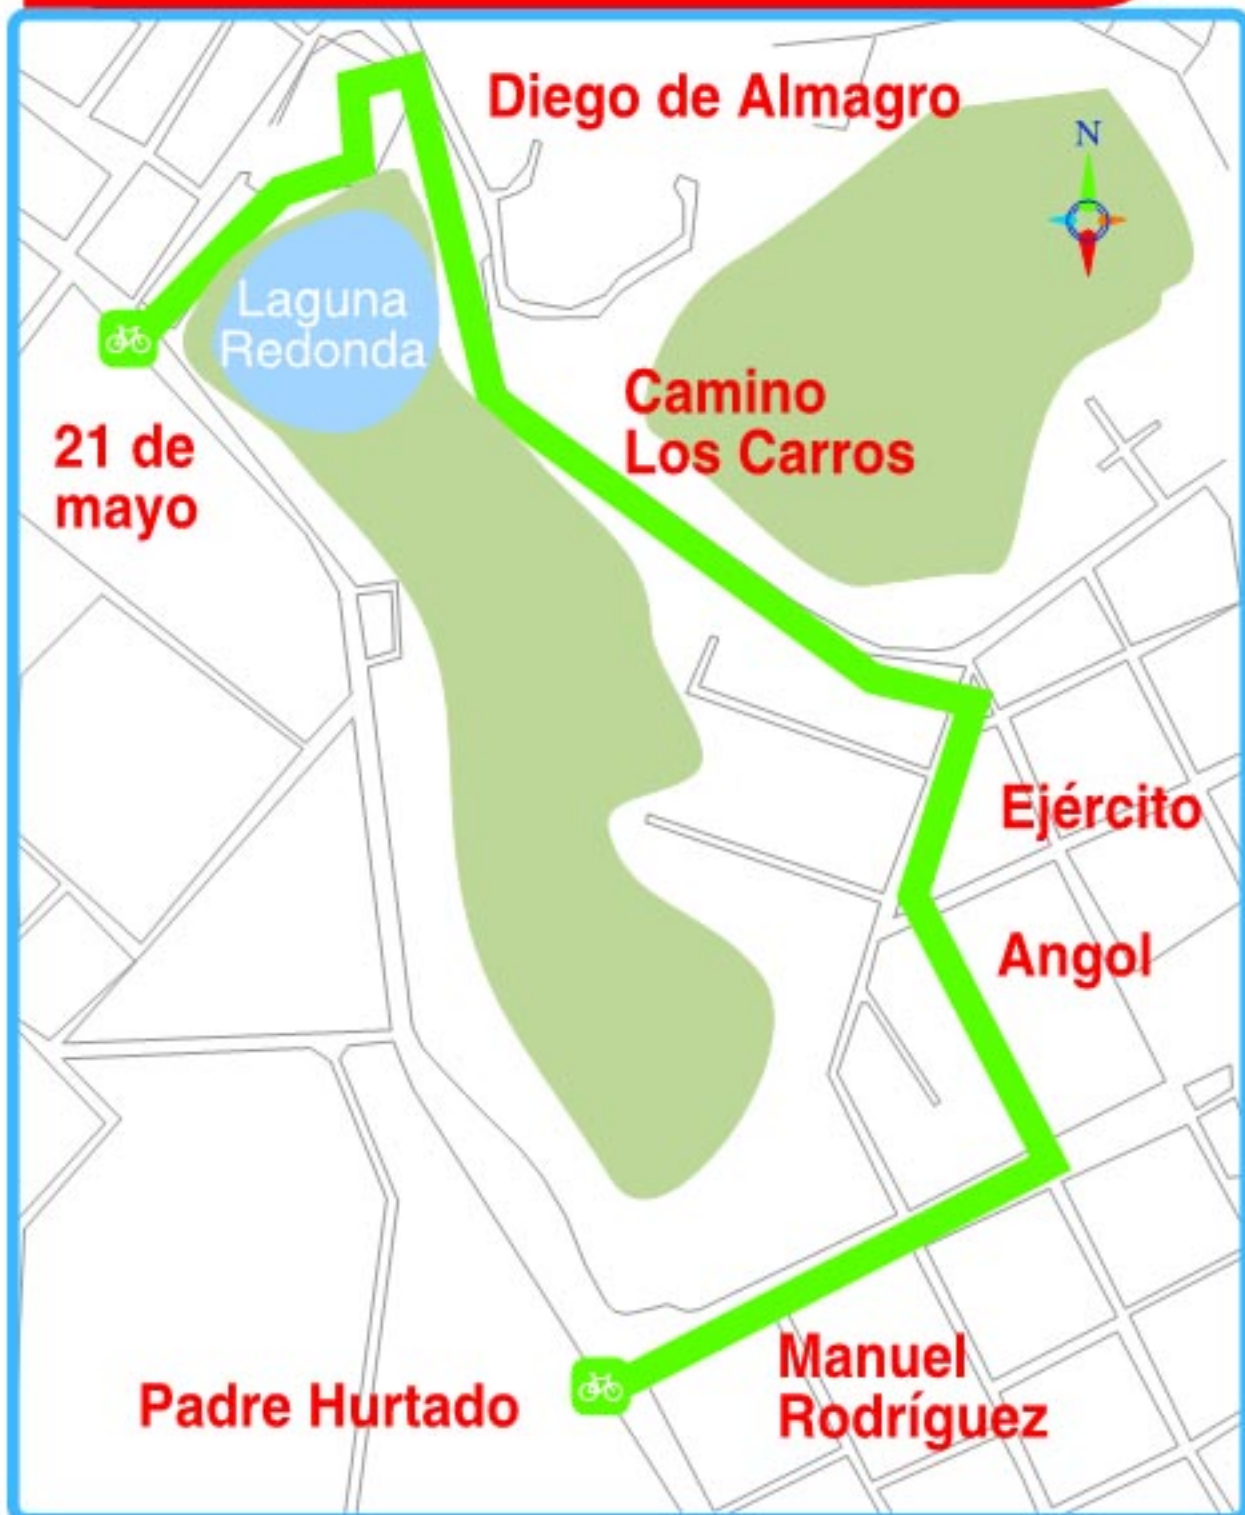 Diego de Almagro
N
Laguna
Redonda
Camino
Los Carros
21 de
mayo
Ejército
Angol
Manuel
Rodríguez
Padre Hurtado